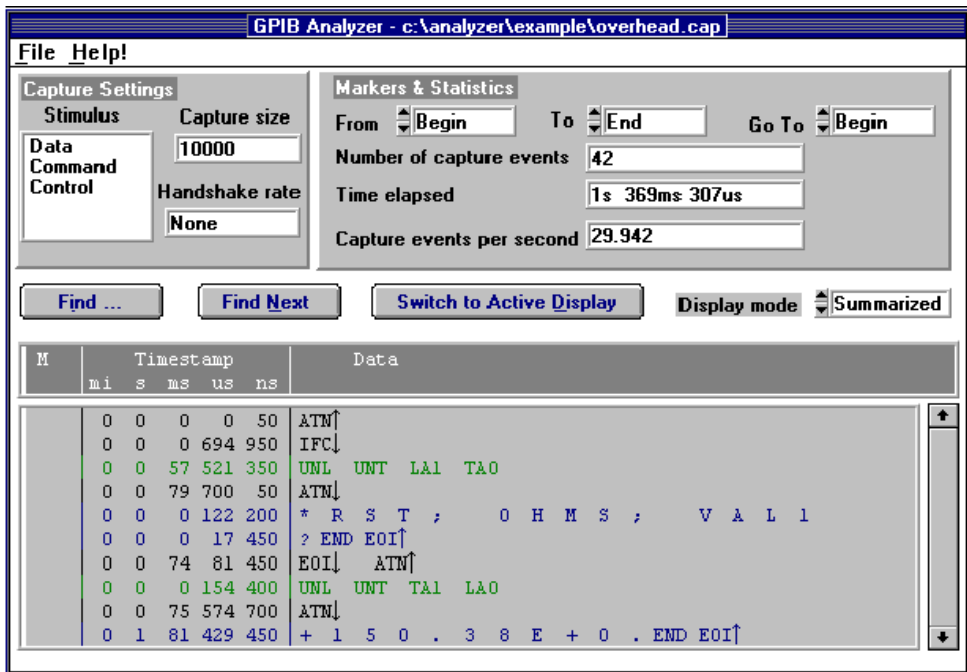 GPIB Analyzer - c:\analyzer\example\overhead.cap
File Help!
Capture Settings
Stimulus
Data
Command
Control
Capture size
10000
Handshake rate
None
Markers & Statistics
From Begin To End Go To Begin
Number of capture events 42
Time elapsed 1s 369ms 307us
Capture events per second 29.942
Find ... Find Next Switch to Active Display Display mode Summarized
M Timestamp Data
mi s ms us ns
0 0 0 0 50 ATN↑
0 0 0 694 950 IFC↓
0 0 57 521 350 UNL UNT LA1 TA0
0 0 79 700 50 ATN↓
0 0 0 122 200 * R S T ; O H M S ; V A L 1
0 0 0 17 450 ? END EOI↑
0 0 74 81 450 EOI↓ ATN↑
0 0 0 154 400 UNL UNT TA1 LA0
0 0 75 574 700 ATN↓
0 1 81 429 450 + 1 5 0 . 3 8 E + 0 . END EOI↑